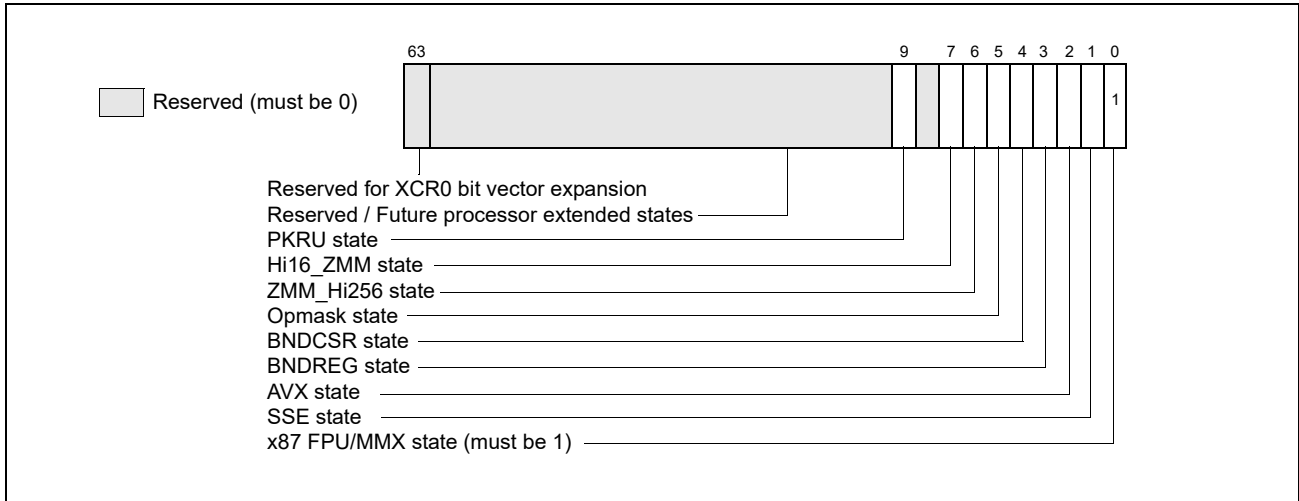 63 9 7 6 5 4 3 2 1 0
Reserved (must be 0) 1
Reserved for XCR0 bit vector expansion
Reserved / Future processor extended states
PKRU state
Hi16_ZMM state
ZMM_Hi256 state
Opmask state
BNDCSR state
BNDREG state
AVX state
SSE state
x87 FPU/MMX state (must be 1)